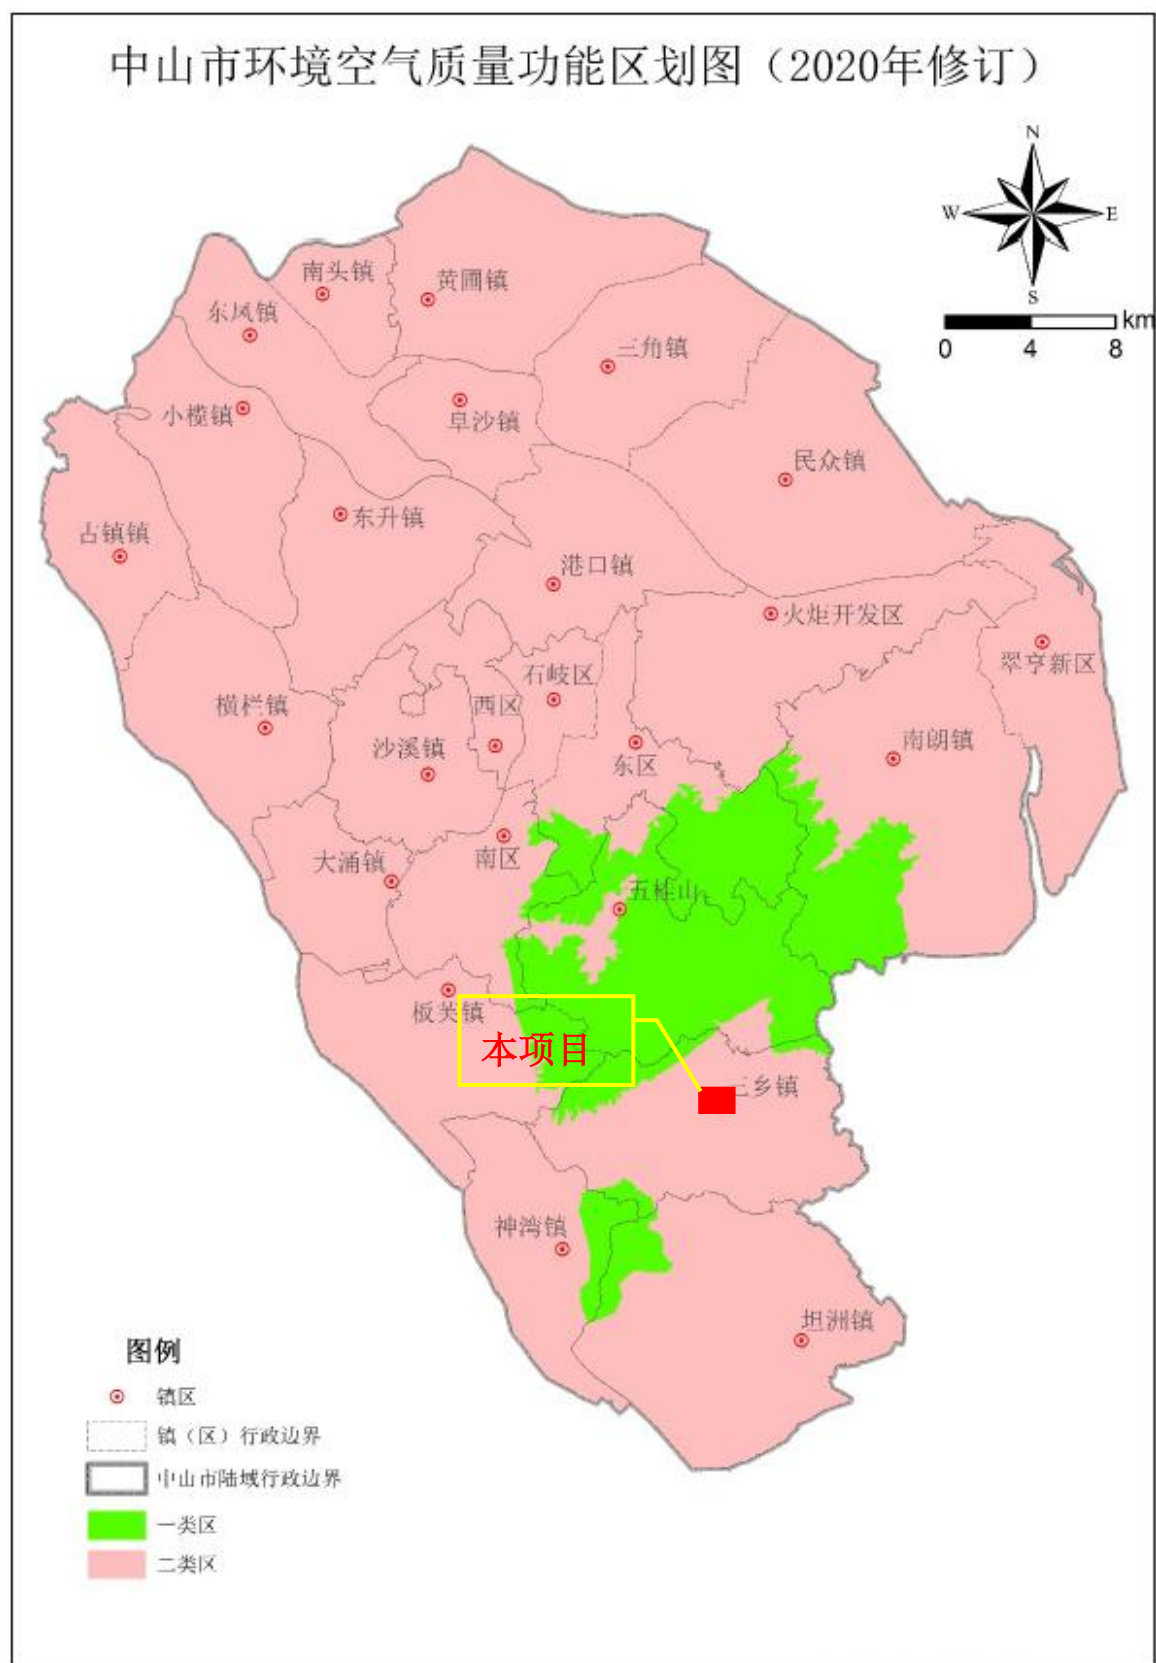 中山市环境空气质量功能区划图（2020年修订）
N
W
E
S
km
0
4
8
南头镇
黄圃镇
东凤镇
三角镇
小榄镇
阜沙镇
民众镇
古镇镇
东升镇
港口镇
火炬开发区
翠亨新区
石岐区
横栏镇
西区
沙溪镇
东区
南朗镇
南区
大涌镇
五桂山
板芙镇
本项目
三乡镇
神湾镇
坦洲镇
图例
镇区
镇（区）行政边界
中山市陆域行政边界
一类区
二类区